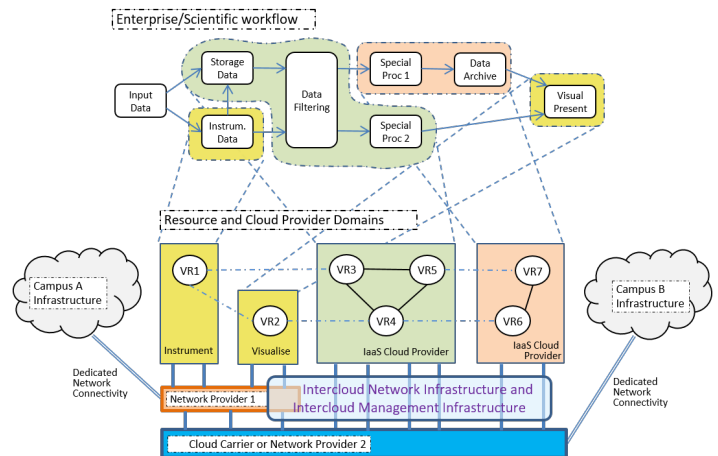 Enterprise/Scientific workflow
Input
Data
Storage
Data
Instrum.
Data
Data
Filtering
Special
Proc 1
Data
Archive
Special
Proc 2
Visual
Present
Resource and Cloud Provider Domains
Campus A
Infrastructure
VR1
Instrument
VR2
Visualise
VR3
VR5
VR4
IaaS Cloud Provider
VR7
VR6
IaaS Cloud
Provider
Campus B
Infrastructure
Dedicated
Network
Connectivity
Network Provider 1
Intercloud Network Infrastructure and
Intercloud Management Infrastructure
Dedicated
Network
Connectivity
Cloud Carrier or Network Provider 2